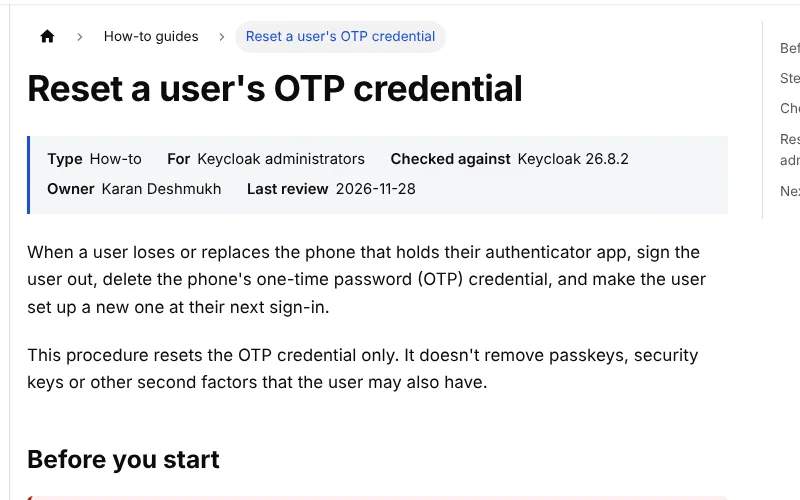 How-to guides
Reset a user's OTP credential
Reset a user's OTP credential
Type How-to For Keycloak administrators Checked against Keycloak 26.8.2
Owner Karan Deshmukh Last review 2026-11-28
When a user loses or replaces the phone that holds their authenticator app, sign the
user out, delete the phone's one-time password (OTP) credential, and make the user
set up a new one at their next sign-in.
This procedure resets the OTP credential only. It doesn't remove passkeys, security
keys or other second factors that the user may also have.
Before you start